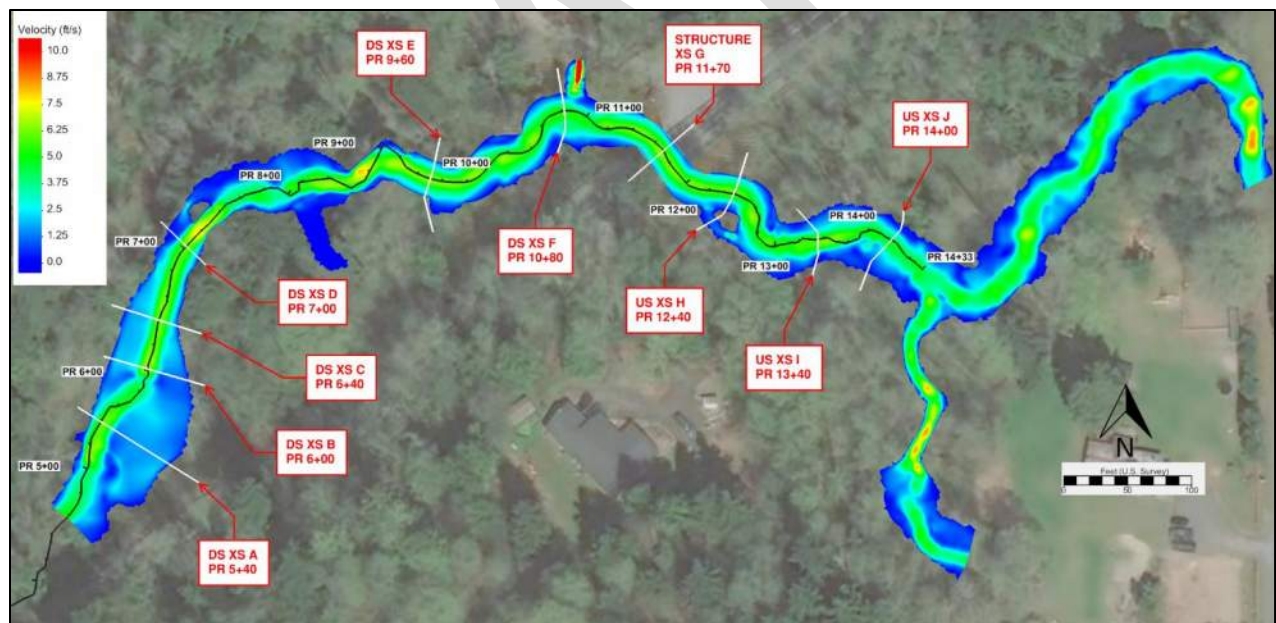 Velocity (ft/s)
10.0
8.75
7.50
6.25
5.0
3.75
2.50
1.25
0.0
DS XS E
PR 9+60
STRUCTURE
XS G
PR 11+70
US XS J
PR 14+00
PR 11+00
PR 9+00
PR 10+00
PR 8+00
PR 12+00
PR 14+00
PR 7+00
DS XS F
PR 10+80
PR 13+00
PR 14+33
DS XS D
PR 7+00
US XS H
PR 12+40
US XS I
PR 13+40
PR 6+00
DS XS C
PR 6+40
DS XS B
PR 6+00
PR 5+00
N
Feet (U.S. Survey)
0
50
100
DS XS A
PR 5+40